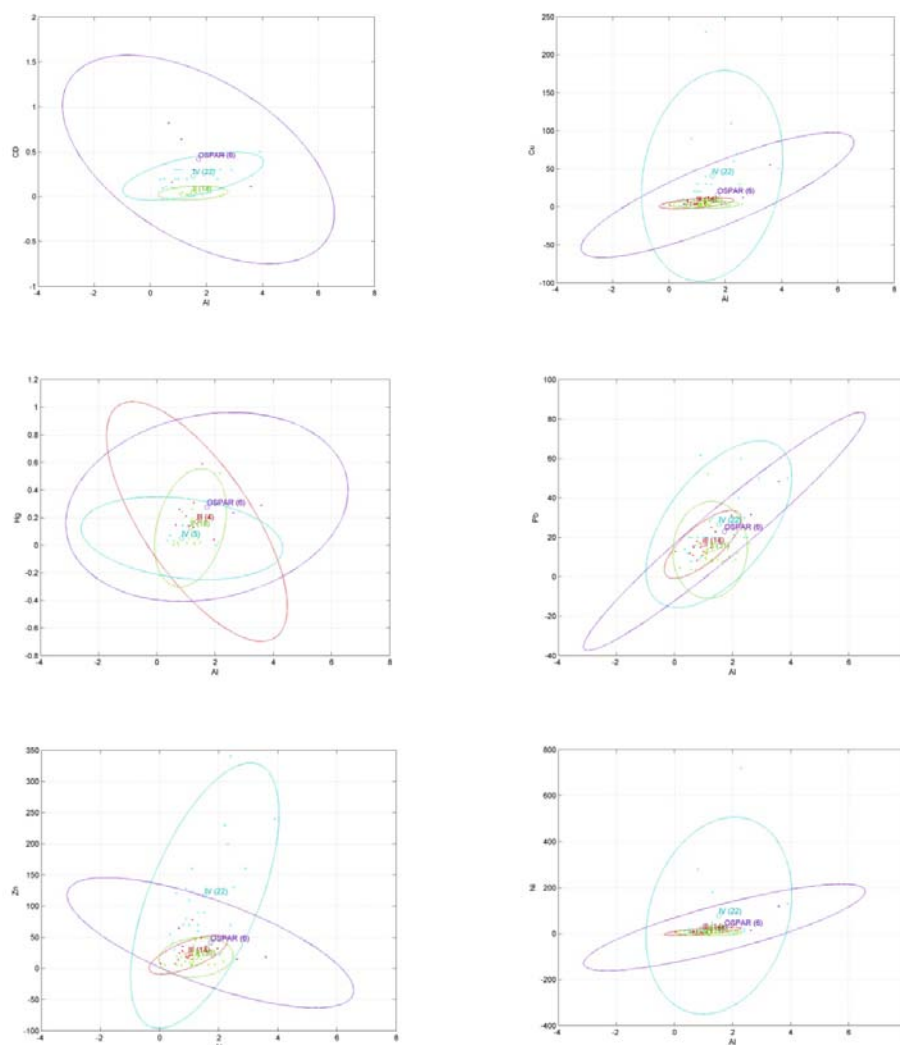 2
1.5
1
0.5
0
-0.5
-1
CD
OSPAR (6)
IV (22)
-4 -2 0 2 4 6 8
Al
250
200
150
100
50
0
-50
-100
Cu
IV (22)
OSPAR (6)
-4 -2 0 2 4 6 8
Al
1.2
1
0.8
0.6
0.4
0.2
0
-0.2
-0.4
-0.6
-0.8
Hg
OSPAR (6)
III (4)
IV (5)
-4 -2 0 2 4 6 8
Al
100
80
60
40
20
0
-20
-40
Pb
IV (22)
OSPAR (6)
III (14)
-4 -2 0 2 4 6
Al
350
300
250
200
150
100
50
0
-50
-100
Zn
IV (22)
OSPAR (6)
III (14)
-4 -2 0 2 4 6 8
800
600
400
200
0
-200
-400
Ni
IV (22)
OSPAR (6)
-4 -2 0 2 4 6
Al